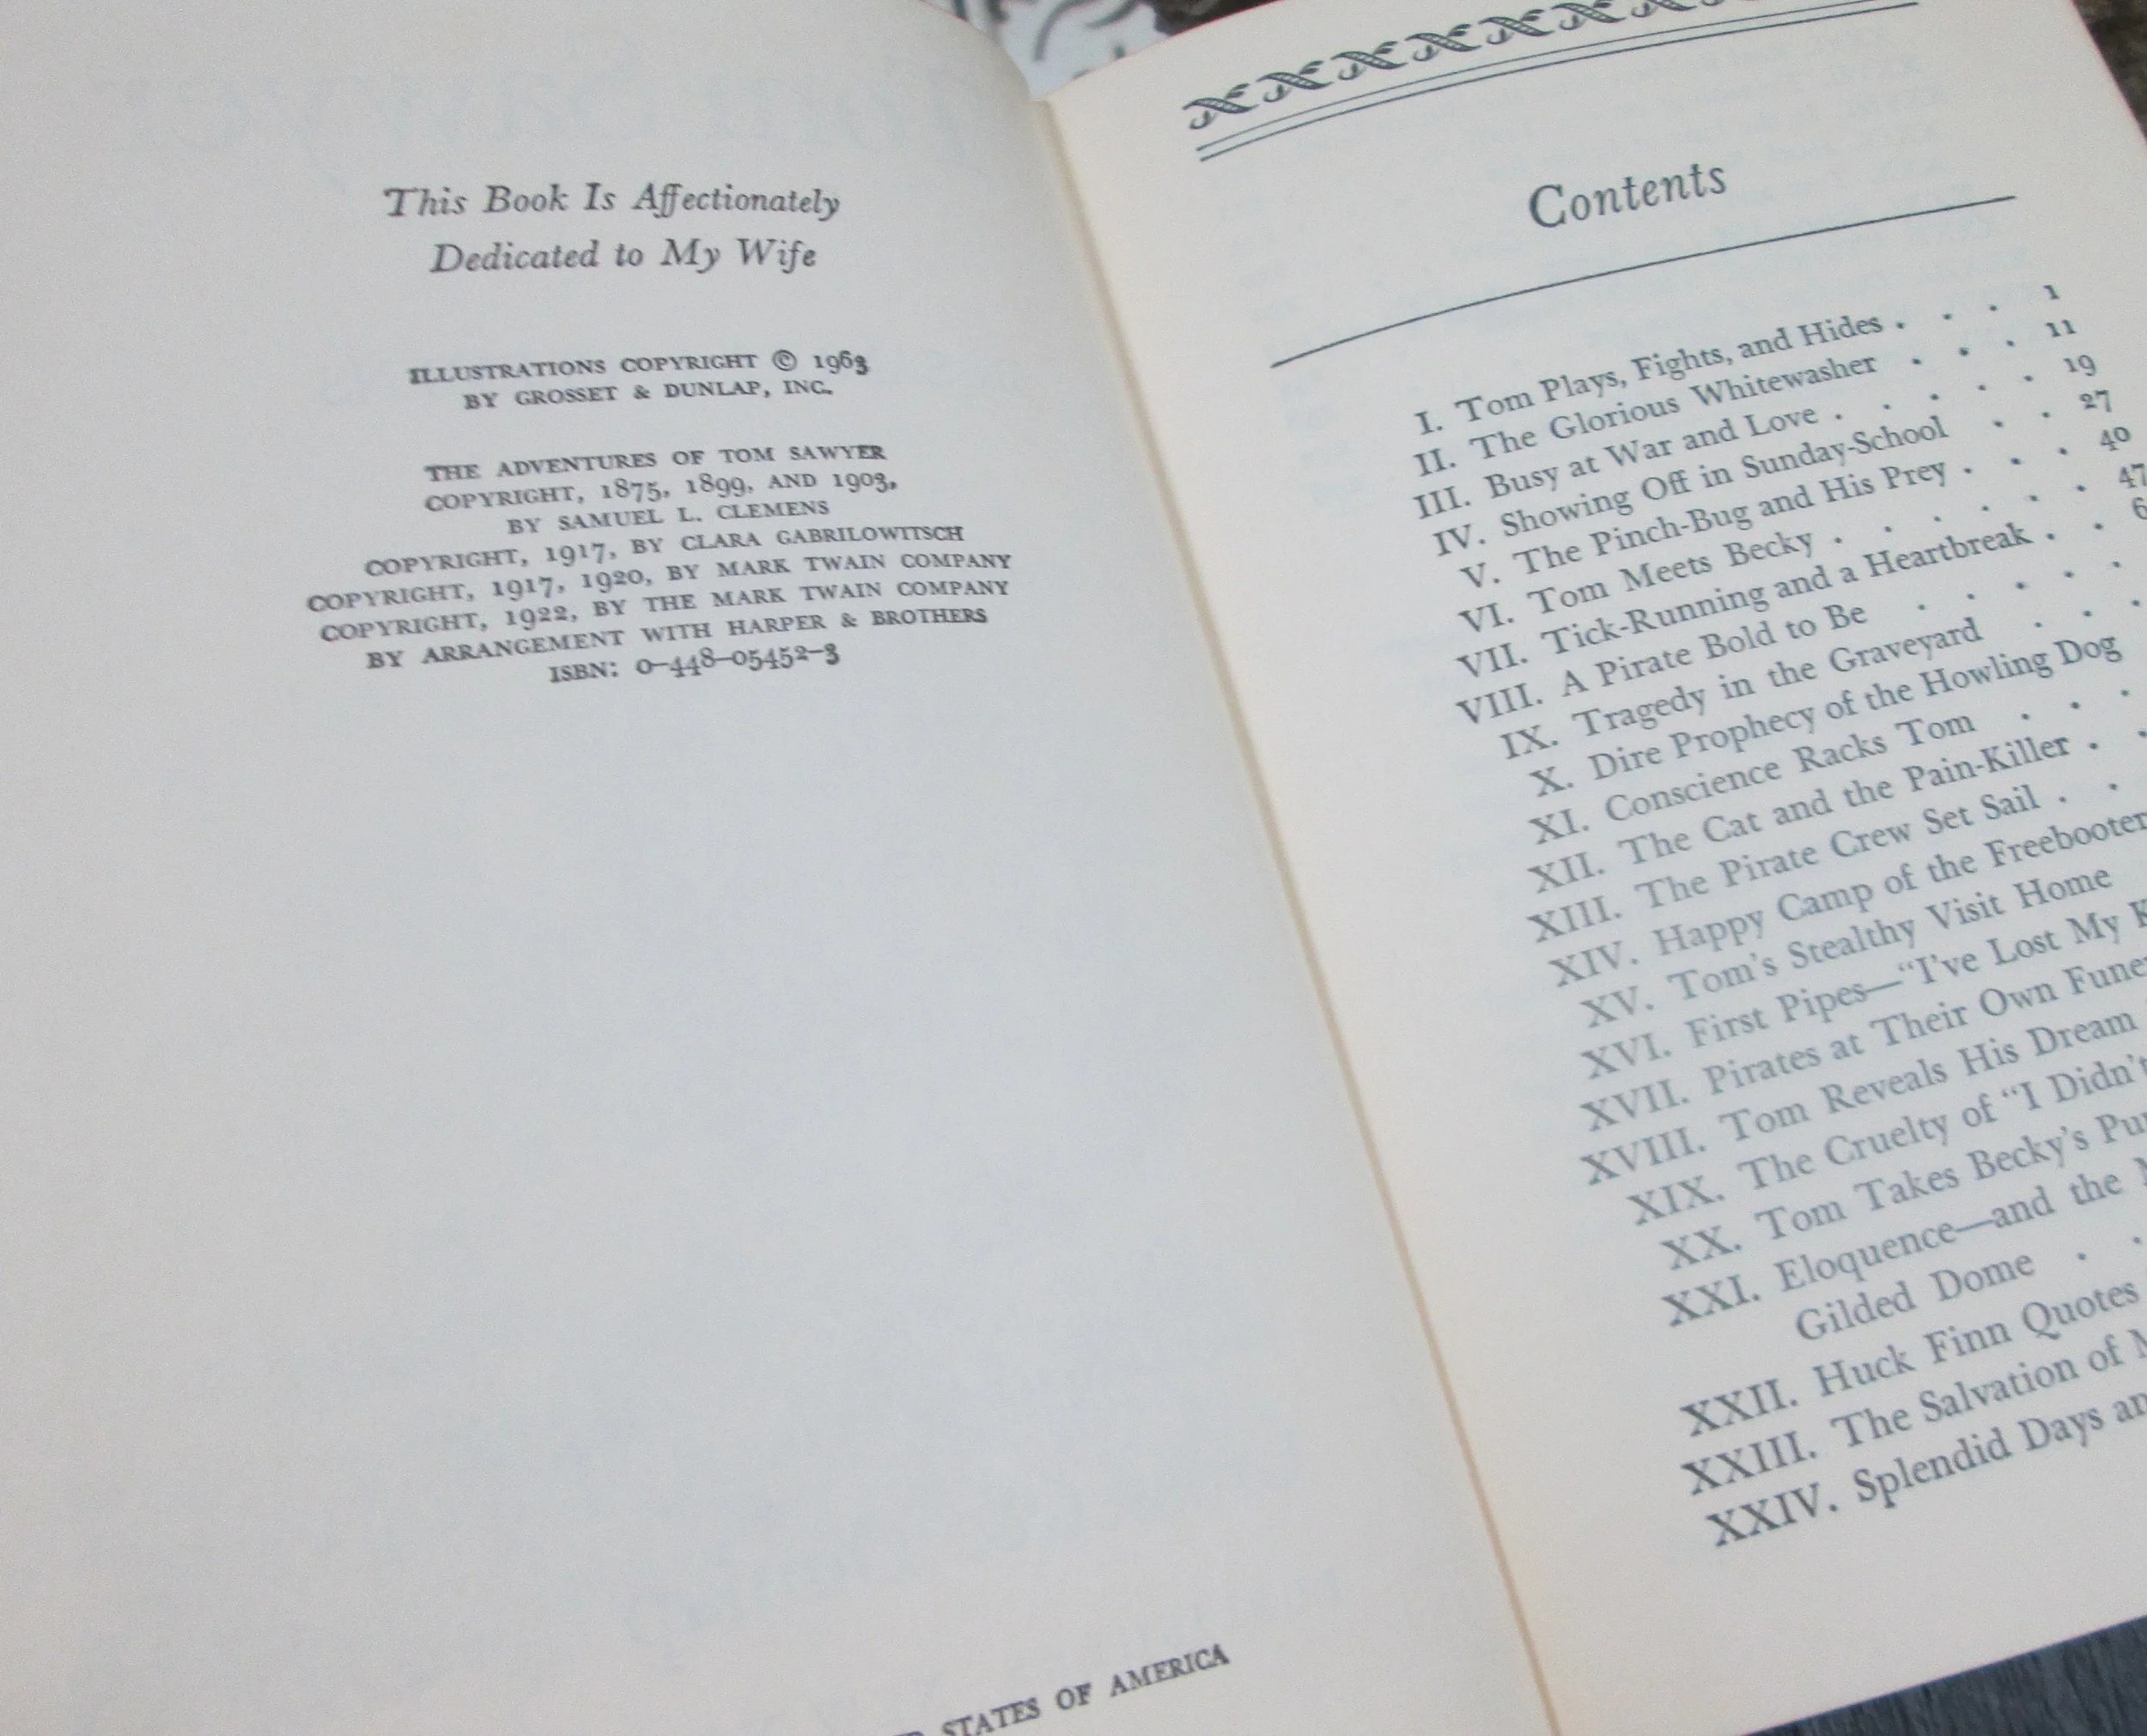 This Book Is Affectionately
Dedicated to My Wife
ILLUSTRATIONS COPYRIGHT © 1963
BY GROSSET & DUNLAP, INC.
THE ADVENTURES OF TOM SAWYER
COPYRIGHT, 1875, 1899, AND 1903,
BY SAMUEL L. CLEMENS
COPYRIGHT, 1917, BY CLARA GABRILOWITSCH
COPYRIGHT, 1917, 1920, BY MARK TWAIN COMPANY
COPYRIGHT, 1922, BY THE MARK TWAIN COMPANY
BY ARRANGEMENT WITH HARPER & BROTHERS
ISBN: 0-448-05452-3
STATES OF AMERICA
Contents
I. Tom Plays, Fights, and Hides . . . 1
II. The Glorious Whitewasher . . . 11
III. Busy at War and Love . . . . . 19
IV. Showing Off in Sunday-School . . 27
V. The Pinch-Bug and His Prey . . . 40
VI. Tom Meets Becky . . . . . . 47
VII. Tick-Running and a Heartbreak . .
VIII. A Pirate Bold to Be . . . . .
IX. Tragedy in the Graveyard . . .
X. Dire Prophecy of the Howling Dog
XI. Conscience Racks Tom . . .
XII. The Cat and the Pain-Killer . .
XIII. The Pirate Crew Set Sail . .
XIV. Happy Camp of the Freebooter
XV. Tom's Stealthy Visit Home
XVI. First Pipes—"I've Lost My
XVII. Pirates at Their Own Fune
XVIII. Tom Reveals His Dream
XIX. The Cruelty of "I Didn't
XX. Tom Takes Becky's Pu
XXI. Eloquence—and the
Gilded Dome . .
XXII. Huck Finn Quotes
XXIII. The Salvation of M
XXIV. Splendid Days an